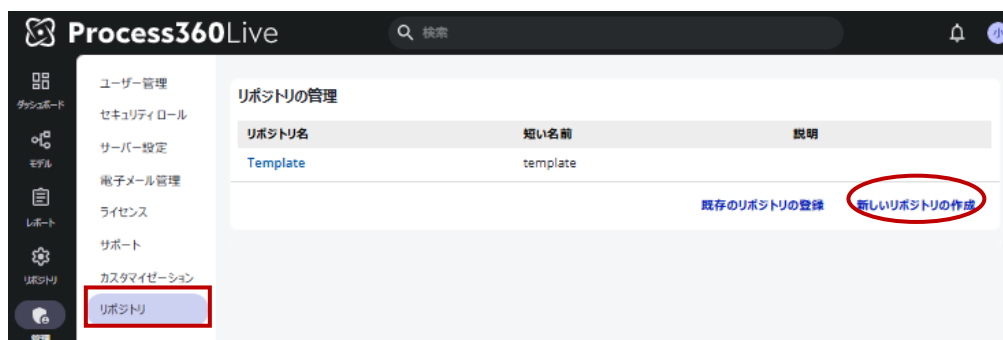 Process360Live
検索
小
ダッシュボード
モデル
レポート
リポジトリ
管理
ユーザー管理
セキュリティ ロール
サーバー設定
電子メール管理
ライセンス
サポート
カスタマイゼーション
リポジトリ
リポジトリの管理
リポジトリ名 短い名前 説明
Template template
既存のリポジトリの登録 新しいリポジトリの作成